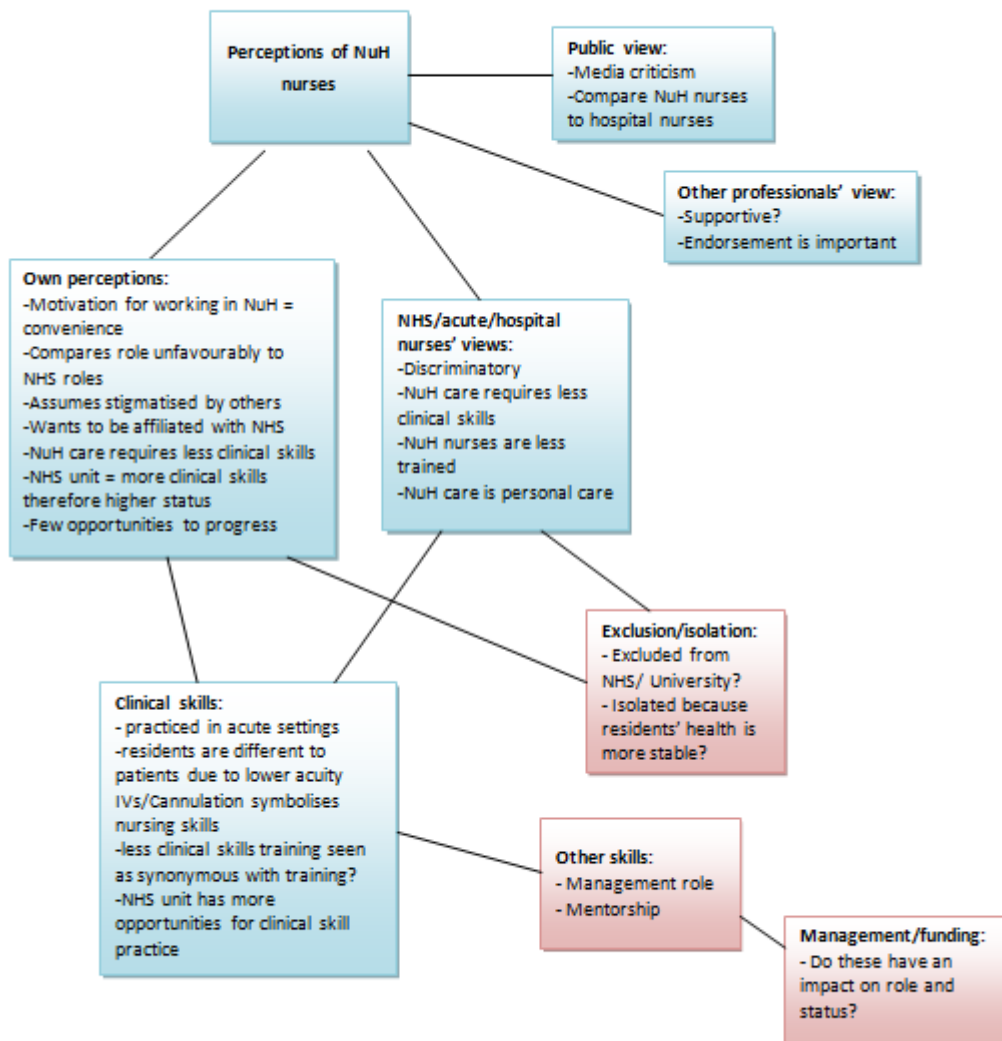 Perceptions of NuH
nurses
Public view:
-Media criticism
-Compare NuH nurses
to hospital nurses
Other professionals' view:
-Supportive?
-Endorsement is important
Own perceptions:
-Motivation for working in NuH =
convenience
-Compares role unfavourably to
NHS roles
-Assumes stigmatised by others
-Wants to be affiliated with NHS
-NuH care requires less clinical skills
-NHS unit = more clinical skills
therefore higher status
-Few opportunities to progress
NHS/acute/hospital
nurses' views:
-Discriminatory
-NuH care requires less
clinical skills
-NuH nurses are less
trained
-NuH care is personal care
Exclusion/isolation:
- Excluded from
NHS/ University?
- Isolated because
residents' health is
more stable?
Clinical skills:
- practiced in acute settings
-residents are different to
patients due to lower acuity
IVs/Cannulation symbolises
nursing skills
-less clinical skills training seen
as synonymous with training?
-NHS unit has more
opportunities for clinical skill
practice
Other skills:
- Management role
- Mentorship
Management/funding:
- Do these have an
impact on role and
status?